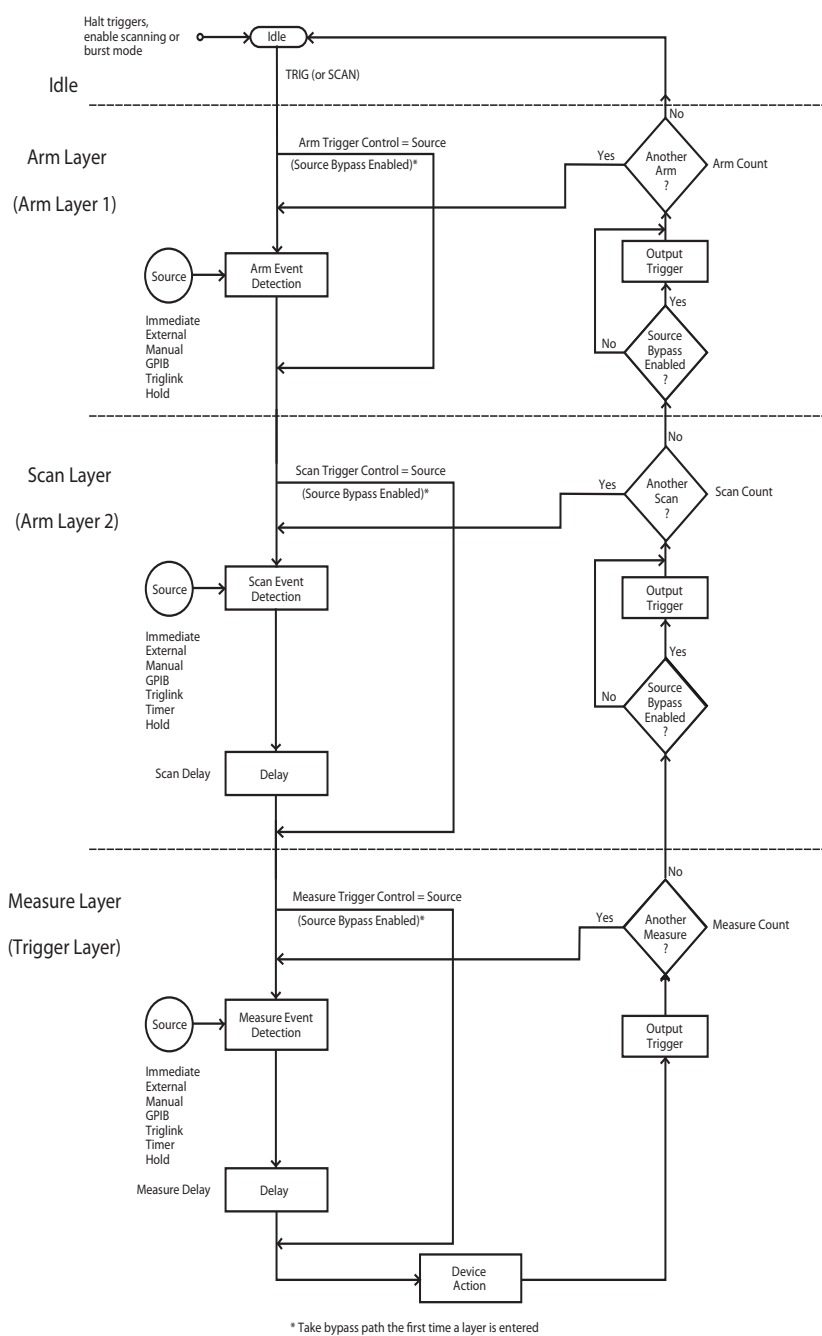 Halt triggers,
enable scanning or
burst mode
Idle
TRIG (or SCAN)
Idle
No
Arm Layer
(Arm Layer 1)
Arm Trigger Control = Source
(Source Bypass Enabled)*
Yes
Another
Arm
?
Arm Count
Source
Arm Event
Detection
Output
Trigger
Immediate
External
Manual
GPIB
Triglink
Hold
Yes
No
Source
Bypass
Enabled
?
No
Scan Layer
(Arm Layer 2)
Scan Trigger Control = Source
(Source Bypass Enabled)*
Yes
Another
Scan
?
Scan Count
Source
Scan Event
Detection
Output
Trigger
Immediate
External
Manual
GPIB
Triglink
Timer
Hold
Yes
No
Source
Bypass
Enabled
?
Scan Delay
Delay
No
Measure Layer
(Trigger Layer)
Measure Trigger Control = Source
(Source Bypass Enabled)*
Yes
Another
Measure
?
Measure Count
Source
Measure Event
Detection
Output
Trigger
Immediate
External
Manual
GPIB
Triglink
Timer
Hold
Measure Delay
Delay
Device
Action
* Take bypass path the first time a layer is entered